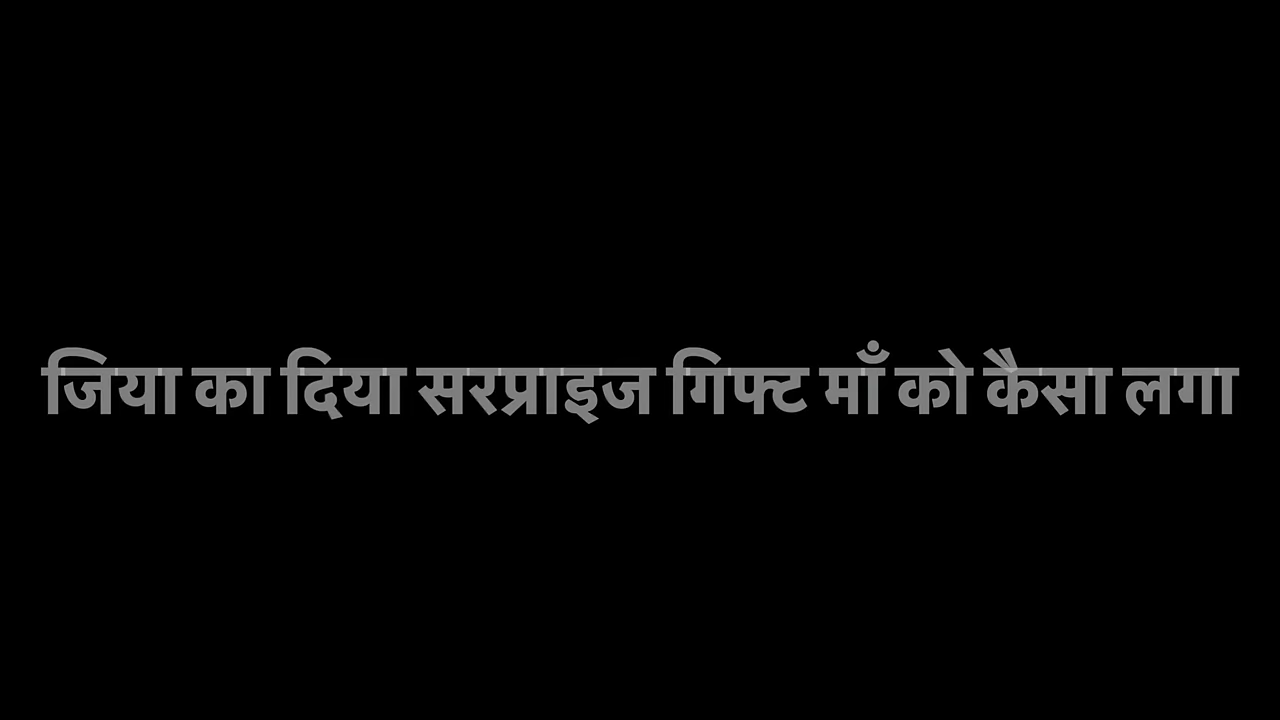 जिया का दिया सरप्राइज गिफ्ट माँ को कैसा लगा